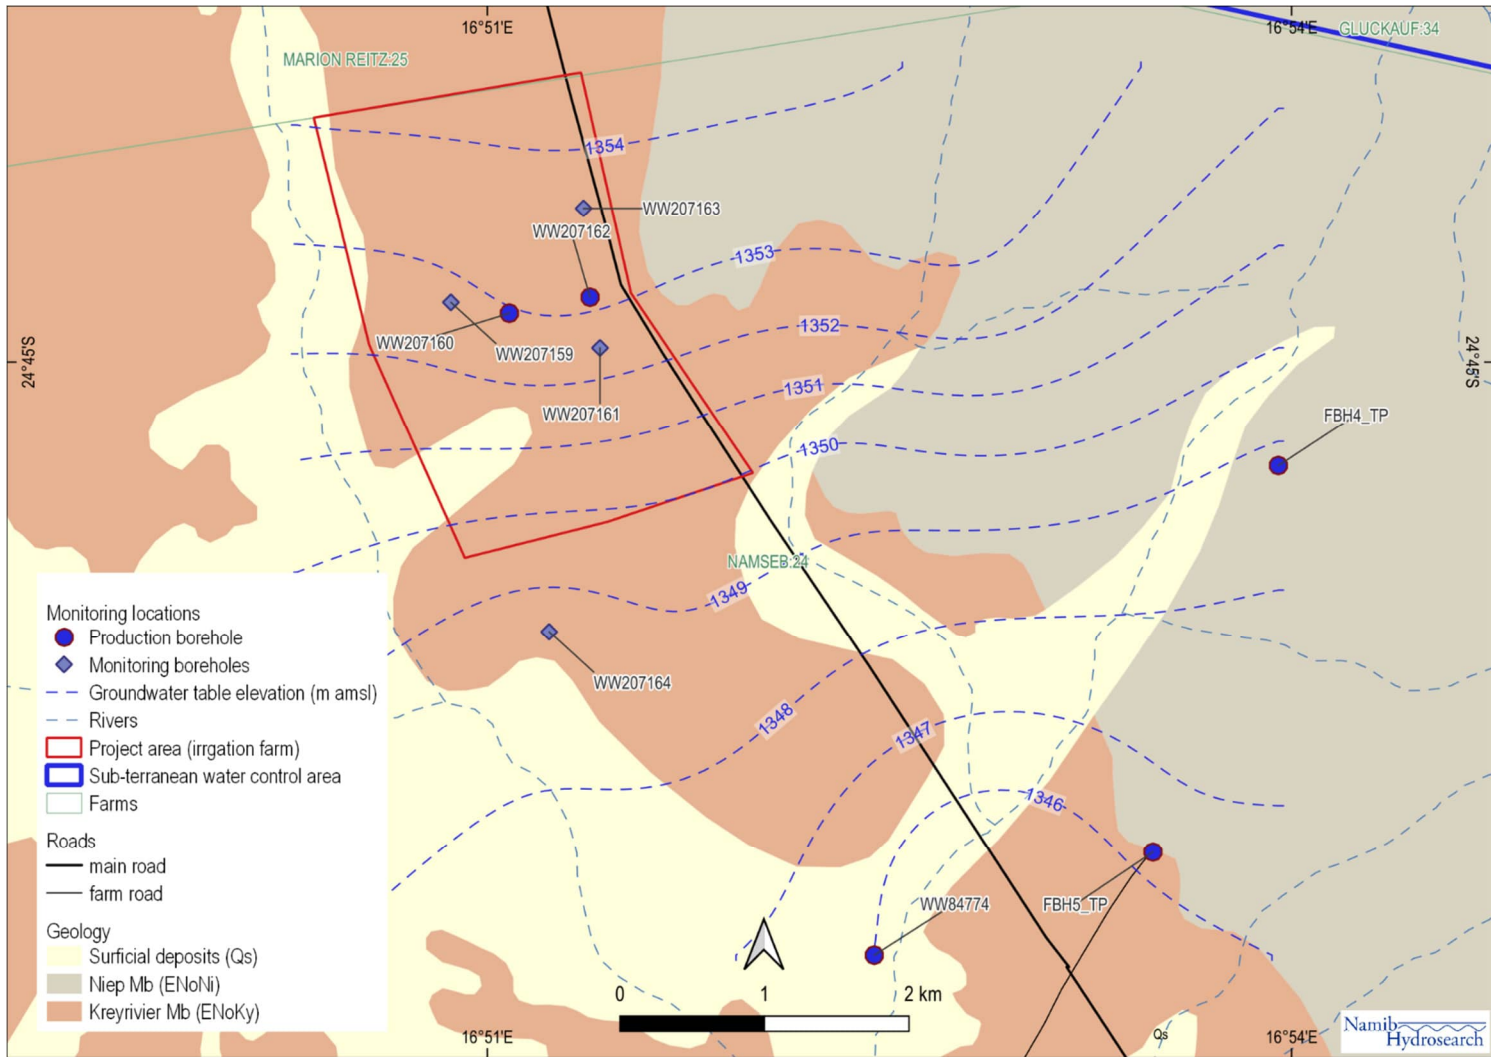 16°51'E
16°54'E
GLUCKAUF:34
MARION REITZ:25
1354
WW207163
WW207162
1353
1352
WW207160
WW207159
24°45'S
24°45'S
1351
WW207161
FBH4_TP
1350
NAMSEB:24
1349
WW207164
1348
1347
1346
WW84774
FBH5_TP
Monitoring locations
Production borehole
Monitoring boreholes
Groundwater table elevation (m amsl)
Rivers
Project area (irrgation farm)
Sub-terranean water control area
Farms
Roads
main road
farm road
Geology
Surficial deposits (Qs)
Niep Mb (ENoNi)
Kreyrivier Mb (ENoKy)
0 1 2 km
16°51'E
16°54'E
Qs
Namib
Hydrosearch